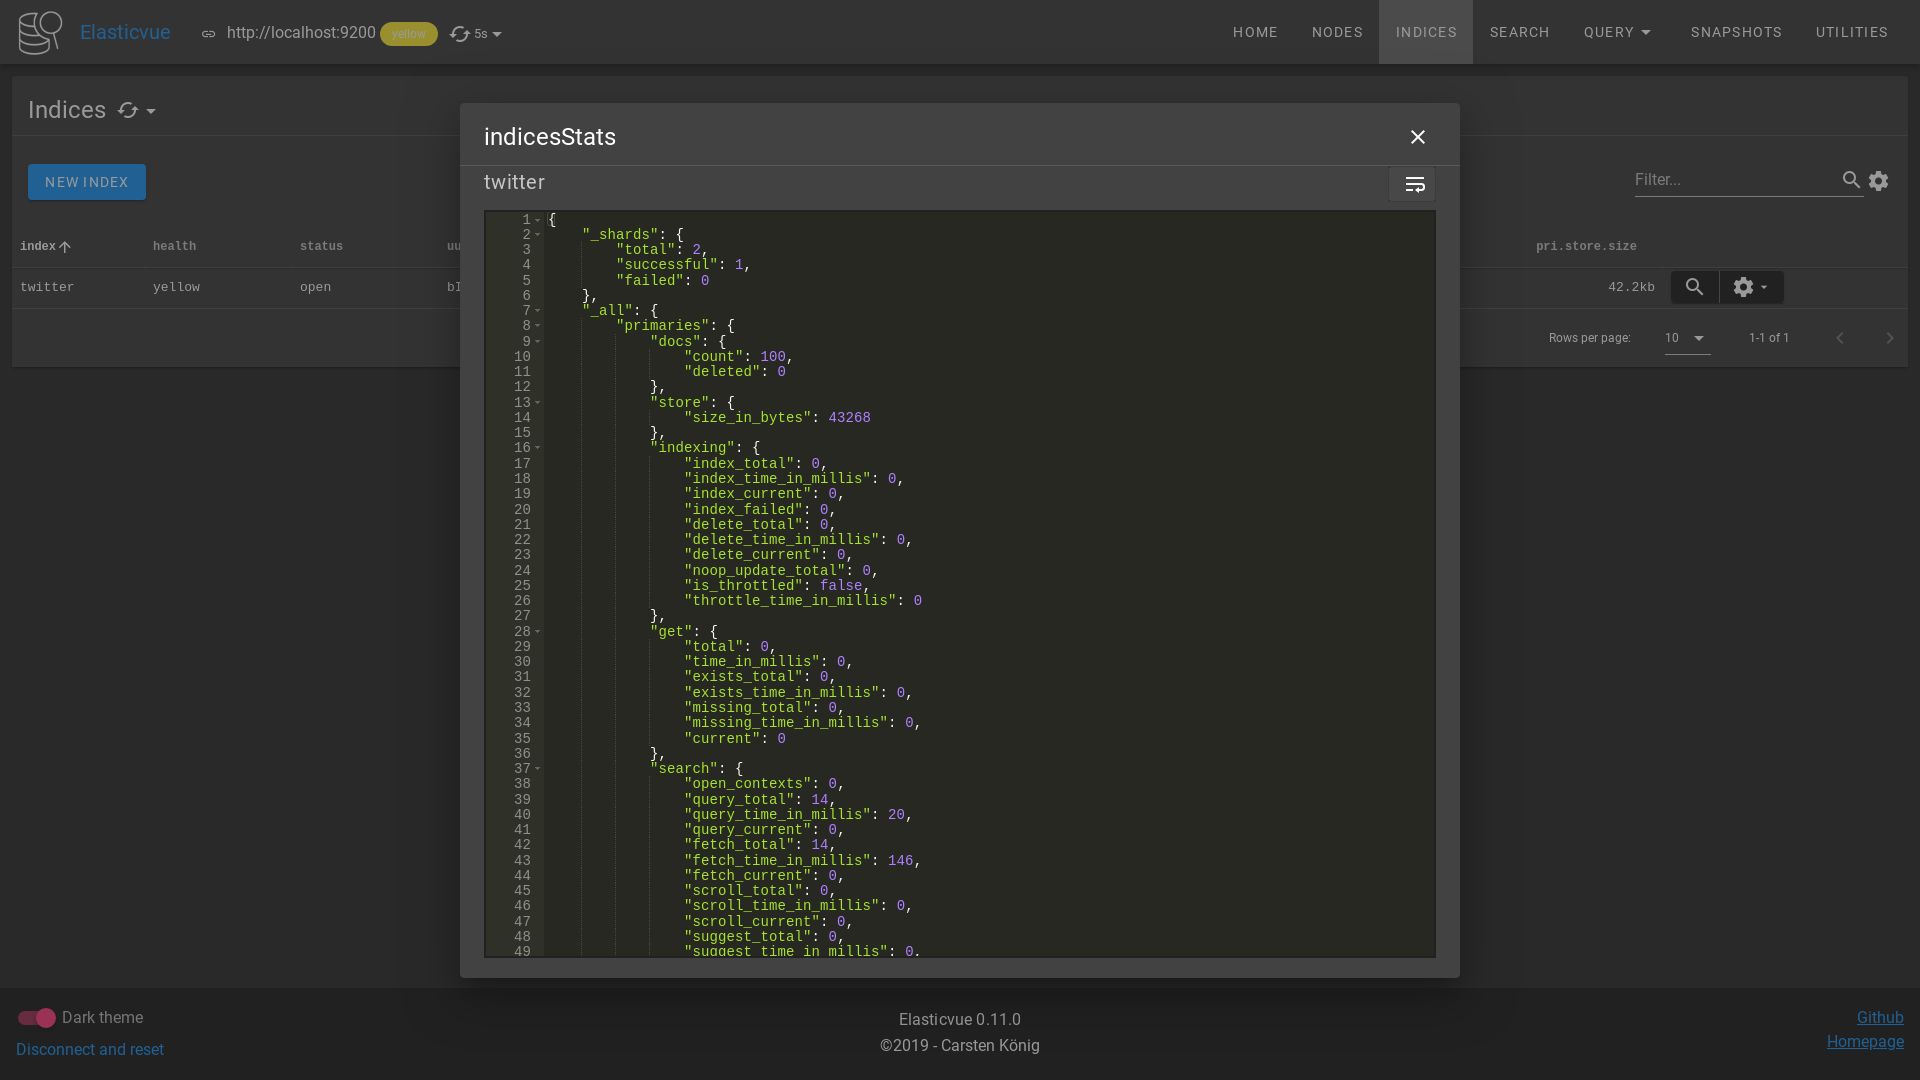 Elasticvue http://localhost:9200 yellow 5s HOME NODES INDICES SEARCH QUERY SNAPSHOTS UTILITIES
Indices
indicesStats
NEW INDEX
Filter...
twitter
index health status uu pri.store.size
twitter yellow open bI 42.2kb
Rows per page: 10 1-1 of 1
1 {
2 "_shards": {
3 "total": 2,
4 "successful": 1,
5 "failed": 0
6 },
7 "_all": {
8 "primaries": {
9 "docs": {
10 "count": 100,
11 "deleted": 0
12 },
13 "store": {
14 "size_in_bytes": 43268
15 },
16 "indexing": {
17 "index_total": 0,
18 "index_time_in_millis": 0,
19 "index_current": 0,
20 "index_failed": 0,
21 "delete_total": 0,
22 "delete_time_in_millis": 0,
23 "delete_current": 0,
24 "noop_update_total": 0,
25 "is_throttled": false,
26 "throttle_time_in_millis": 0
27 },
28 "get": {
29 "total": 0,
30 "time_in_millis": 0,
31 "exists_total": 0,
32 "exists_time_in_millis": 0,
33 "missing_total": 0,
34 "missing_time_in_millis": 0,
35 "current": 0
36 },
37 "search": {
38 "open_contexts": 0,
39 "query_total": 14,
40 "query_time_in_millis": 20,
41 "query_current": 0,
42 "fetch_total": 14,
43 "fetch_time_in_millis": 146,
44 "fetch_current": 0,
45 "scroll_total": 0,
46 "scroll_time_in_millis": 0,
47 "scroll_current": 0,
48 "suggest_total": 0,
49 "suggest_time_in_millis": 0,
Dark theme
Disconnect and reset
Elasticvue 0.11.0
©2019 - Carsten König
Github
Homepage